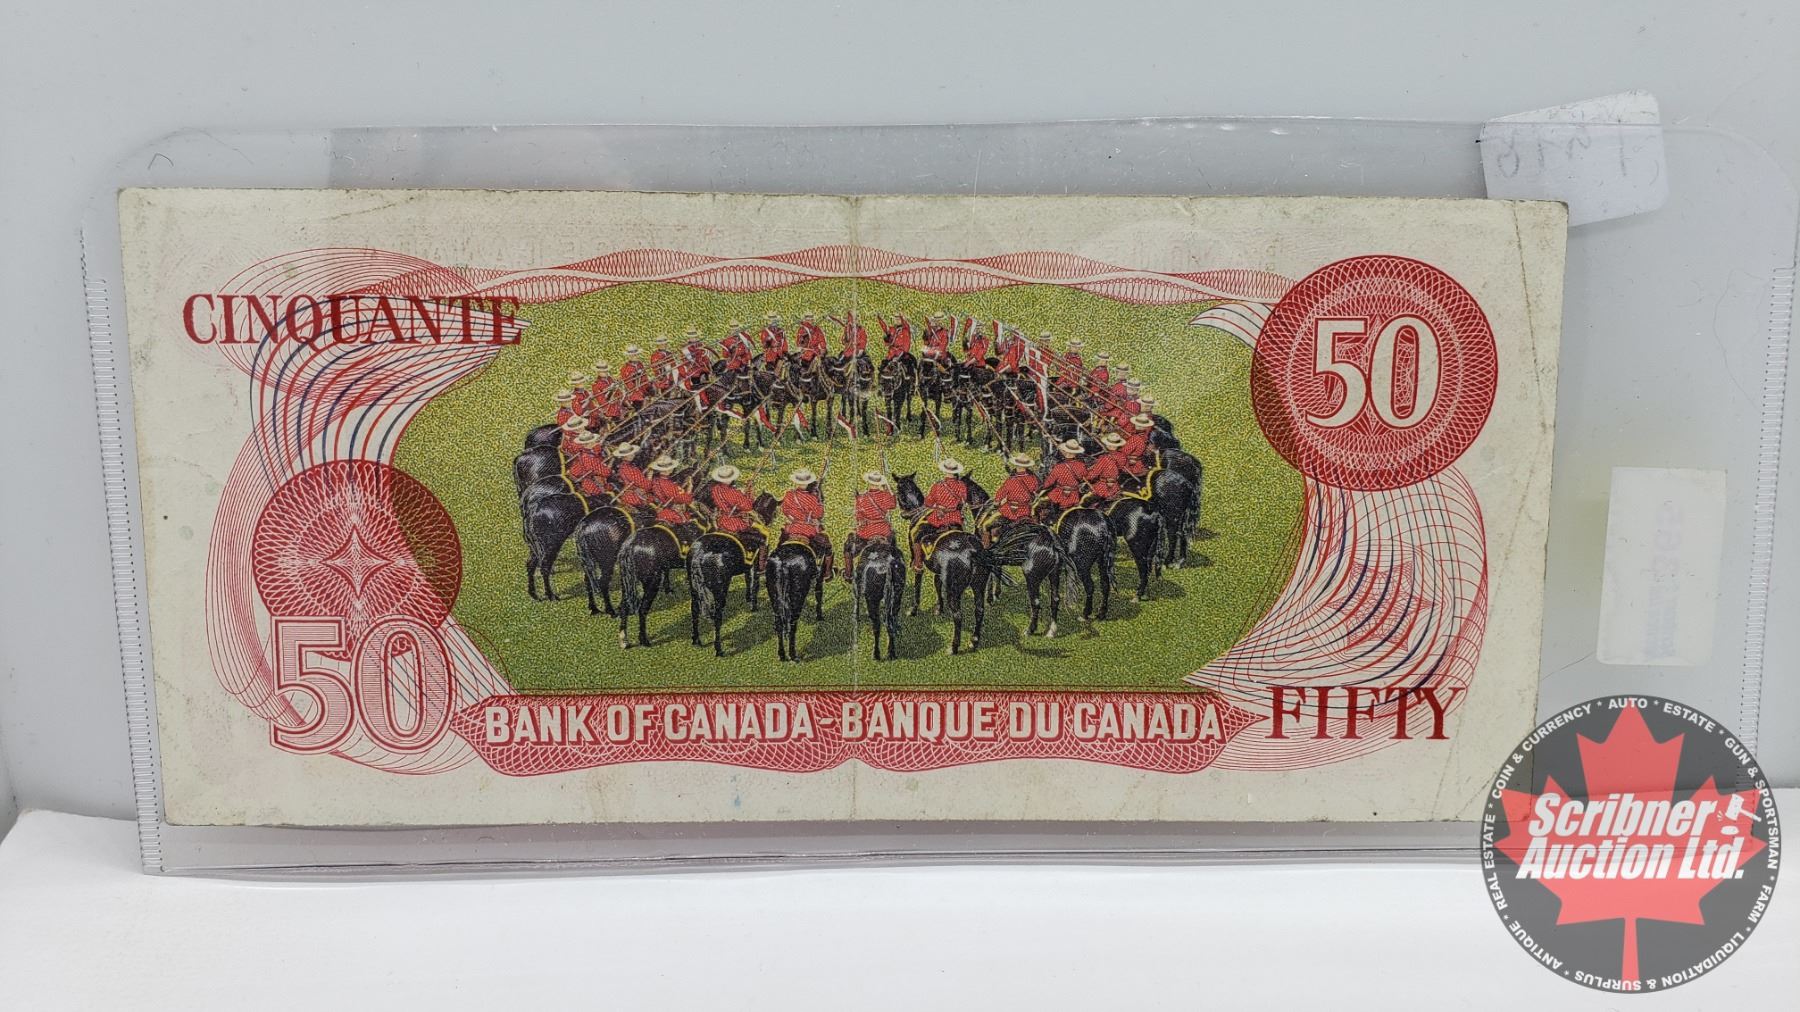 CINQUANTE
50
50
BANK OF CANADA - BANQUE DU CANADA
FIFTY
Scribner
Auction Ltd.
REAL ESTATE * COIN & CURRENCY * AUTO * ESTATE * GUN & SPORTSMAN * FARM * LIQUIDATION & SURPLUS * ANTIQUE *